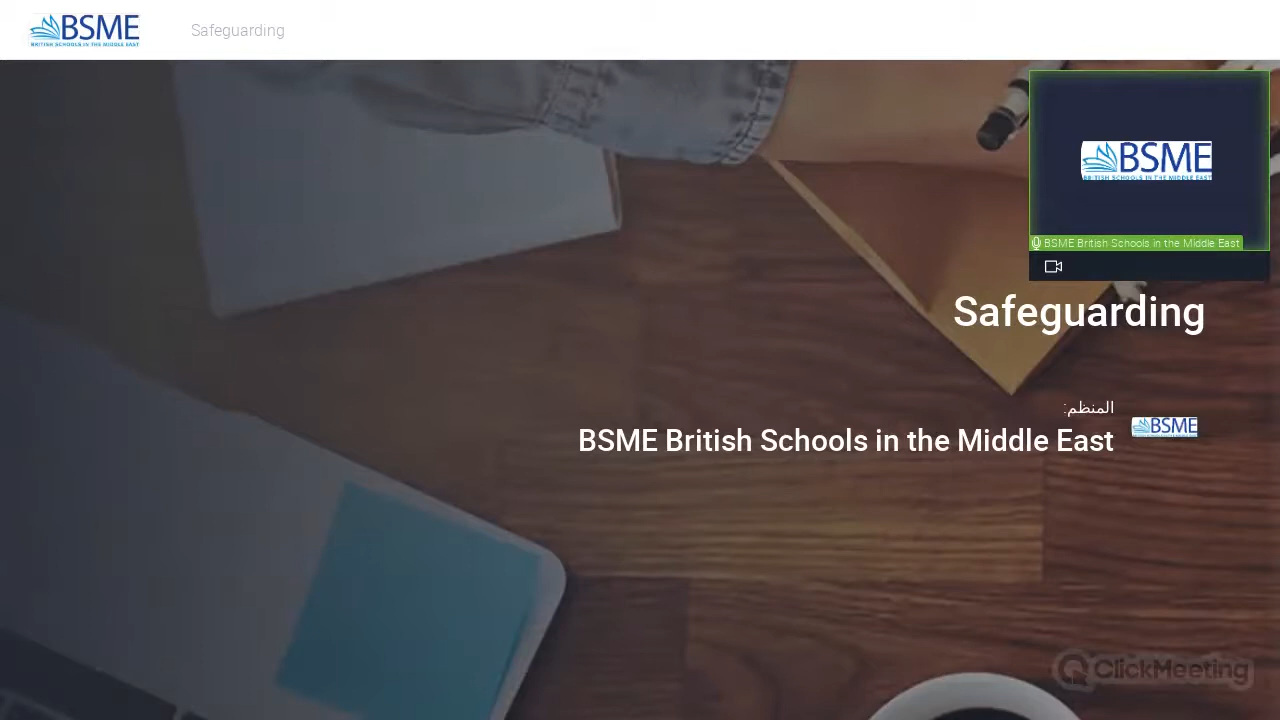 BSME
BRITISH SCHOOLS IN THE MIDDLE EAST
Safeguarding
BSME
BRITISH SCHOOLS IN THE MIDDLE EAST
BSME British Schools in the Middle East
Safeguarding
المنظم:
BSME British Schools in the Middle East
BSME
ClickMeeting